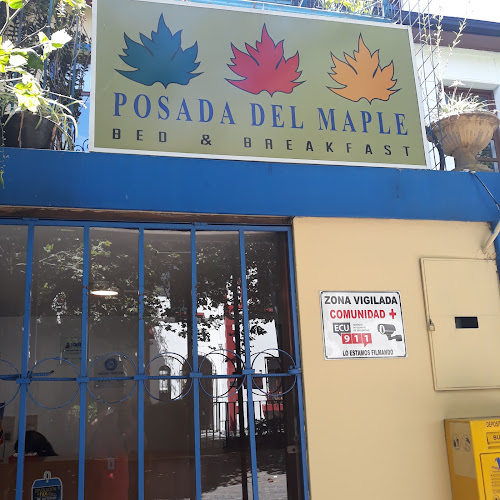 POSADA DEL MAPLE
BED & BREAKFAST
ZONA VIGILADA
COMUNIDAD +
ECU
911
LO ESTAMOS FILMANDO